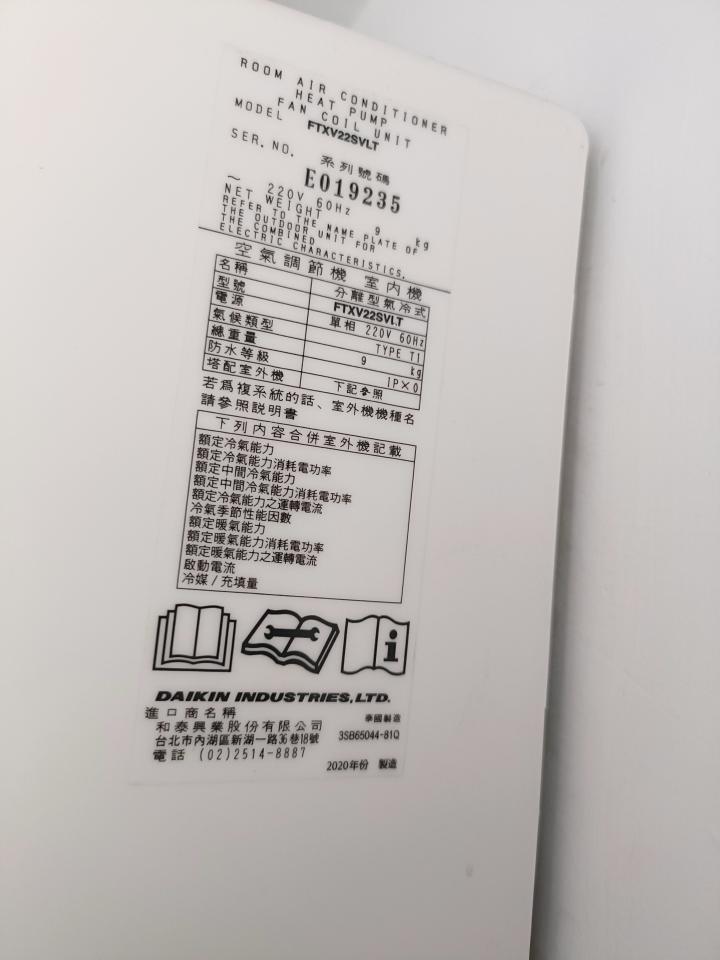 ROOM AIR CONDITIONER
HEAT PUMP
FAN COIL UNIT
MODEL FTXV22SVLT
SER. NO. 系列號碼
E019235
～ 220V 60Hz
NET WEIGHT 9 kg
REFER TO THE NAME PLATE OF
THE OUTDOOR UNIT FOR
THE COMBINED
ELECTRIC CHARACTERISTICS.
空氣調節機 室內機
名稱 分離型氣冷式
型號 FTXV22SVLT
電源 單相 220V 60Hz
氣候類型 TYPE T1
總重量 9 kg
防水等級 IPX0
塔配室外機 下記參照
若爲複系統的話、室外機機種名
請參照説明書
下列內容合併室外機記載
額定冷氣能力
額定冷氣能力消耗電功率
額定中間冷氣能力
額定中間冷氣能力消耗電功率
額定冷氣能力之運轉電流
冷氣季節性能因數
額定暖氣能力
額定暖氣能力消耗電功率
額定暖氣能力之運轉電流
啟動電流
冷媒/充填量
i
DAIKIN INDUSTRIES, LTD.
進口商名稱 泰國製造
和泰興業股份有限公司 3SB65044-81Q
台北市內湖區新湖一路36巷18號
電話 (02)2514-8887
2020年份 製造